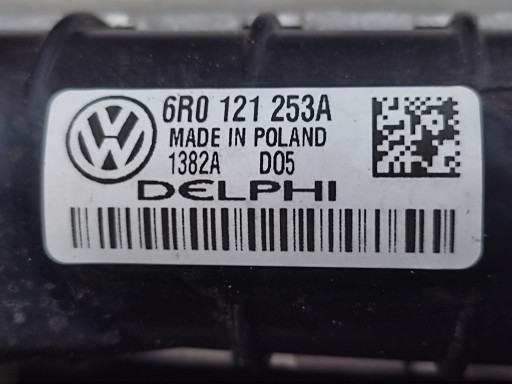 6R0 121 253A
MADE IN POLAND
1382A D05
DELPHI